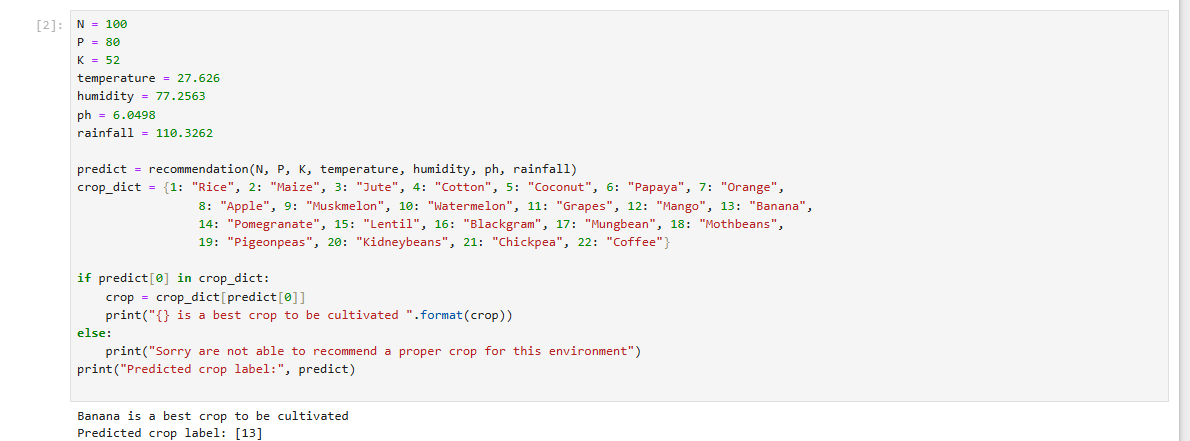 [2]:
N = 100
P = 80
K = 52
temperature = 27.626
humidity = 77.2563
ph = 6.0498
rainfall = 110.3262

predict = recommendation(N, P, K, temperature, humidity, ph, rainfall)
crop_dict = {1: "Rice", 2: "Maize", 3: "Jute", 4: "Cotton", 5: "Coconut", 6: "Papaya", 7: "Orange",
                 8: "Apple", 9: "Muskmelon", 10: "Watermelon", 11: "Grapes", 12: "Mango", 13: "Banana",
                 14: "Pomegranate", 15: "Lentil", 16: "Blackgram", 17: "Mungbean", 18: "Mothbeans",
                 19: "Pigeonpeas", 20: "Kidneybeans", 21: "Chickpea", 22: "Coffee"}

if predict[0] in crop_dict:
    crop = crop_dict[predict[0]]
    print("{} is a best crop to be cultivated ".format(crop))
else:
    print("Sorry are not able to recommend a proper crop for this environment")
print("Predicted crop label:", predict)

Banana is a best crop to be cultivated
Predicted crop label: [13]